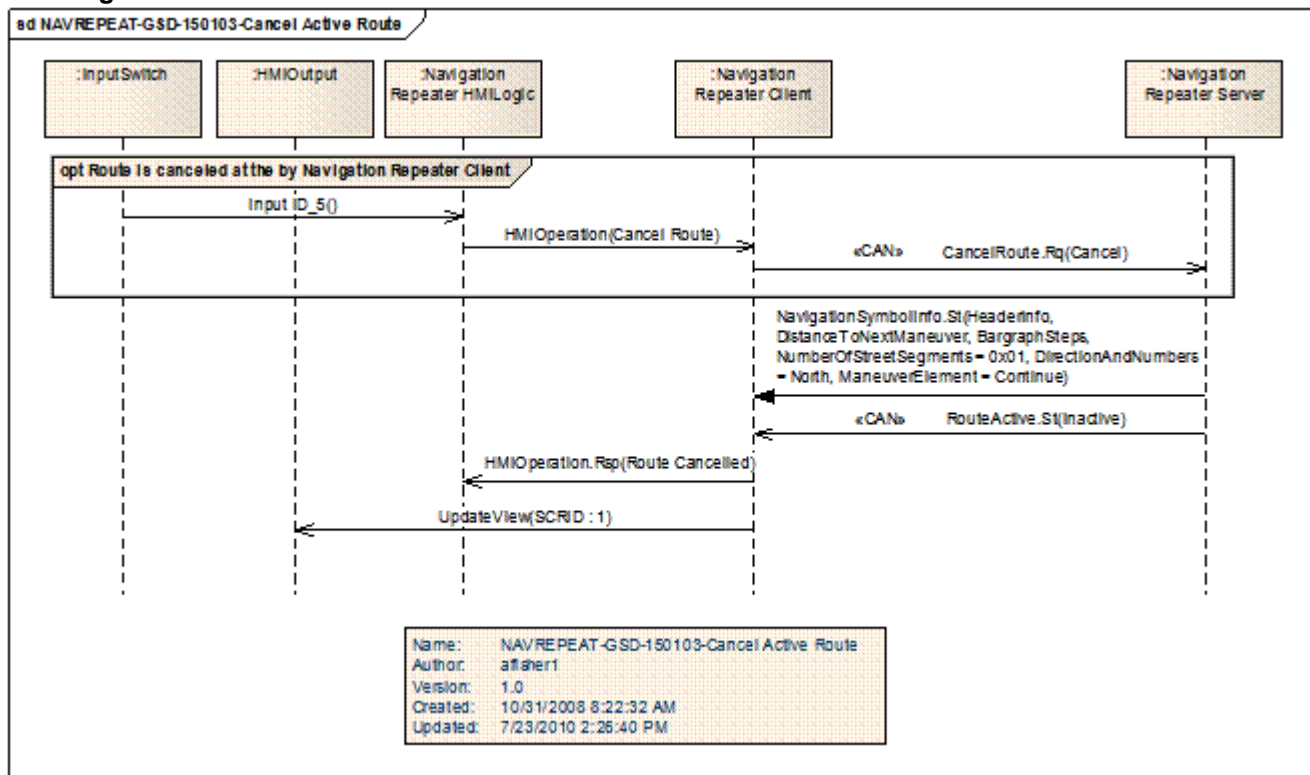 sd NAVREPEAT-GSD-150103-Cancel Active Route
:InputSwitch
:HMIOutput
:Navigation
Repeater HMILogic
:Navigation
Repeater Client
:Navigation
Repeater Server
opt Route is canceled at the by Navigation Repeater Client
Input ID_5()
HMIOperation(Cancel Route)
«CAN» CancelRoute.Rq(Cancel)
NavigationSymbolInfo.St(HeaderInfo,
DistanceToNextManeuver, BargraphSteps,
NumberOfStreetSegments = 0x01, DirectionAndNumbers
= North, ManeuverElement = Continue)
«CAN» RouteActive.St(Inactive)
HMIOperation.Rsp(Route Cancelled)
UpdateView(SCRID : 1)
Name: NAVREPEAT-GSD-150103-Cancel Active Route
Author: afisher1
Version: 1.0
Created: 10/31/2008 8:22:32 AM
Updated: 7/23/2010 2:26:40 PM